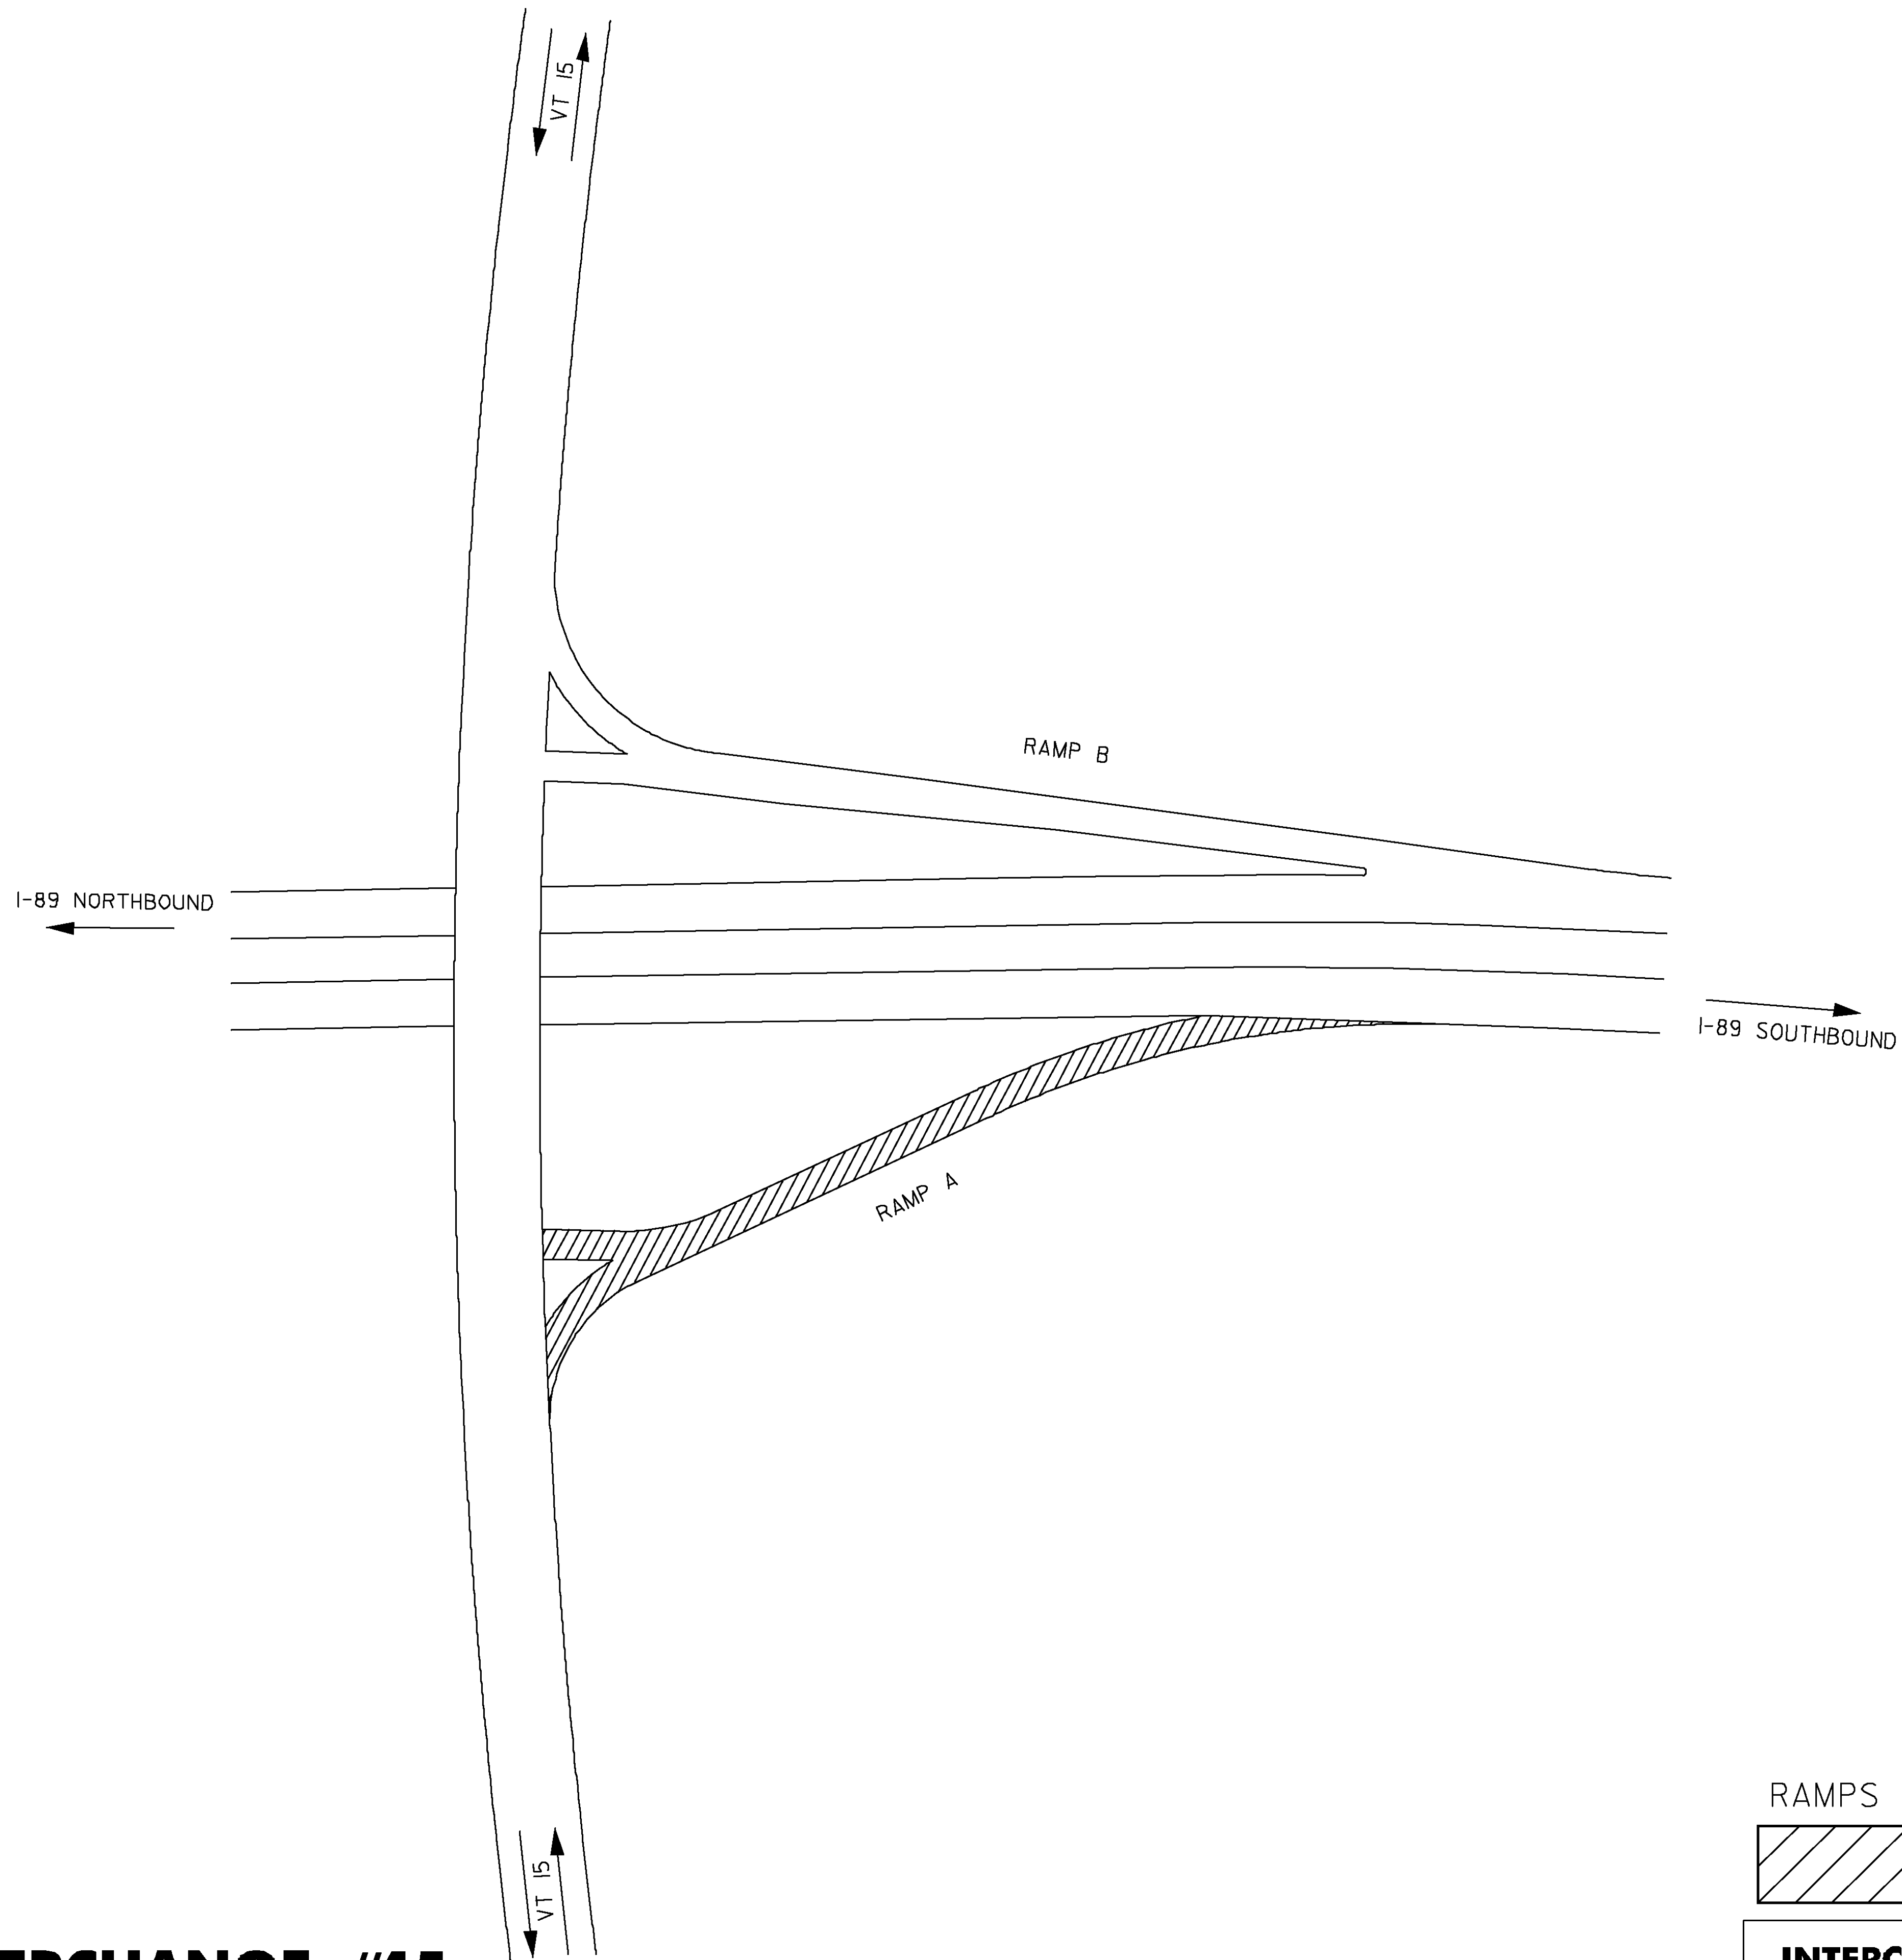 VT 15
RAMP B
I-89 NORTHBOUND
I-89 SOUTHBOUND
RAMP A
RAMPS
VT 15